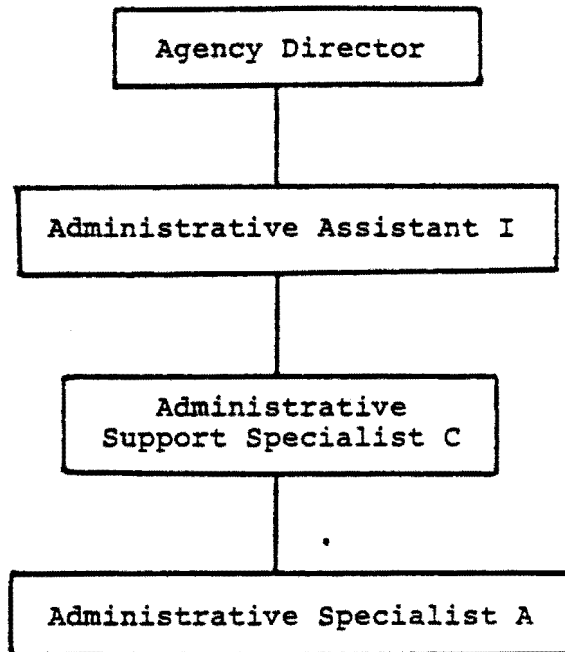 Agency Director
Administrative Assistant I
Administrative
Support Specialist C
Administrative Specialist A